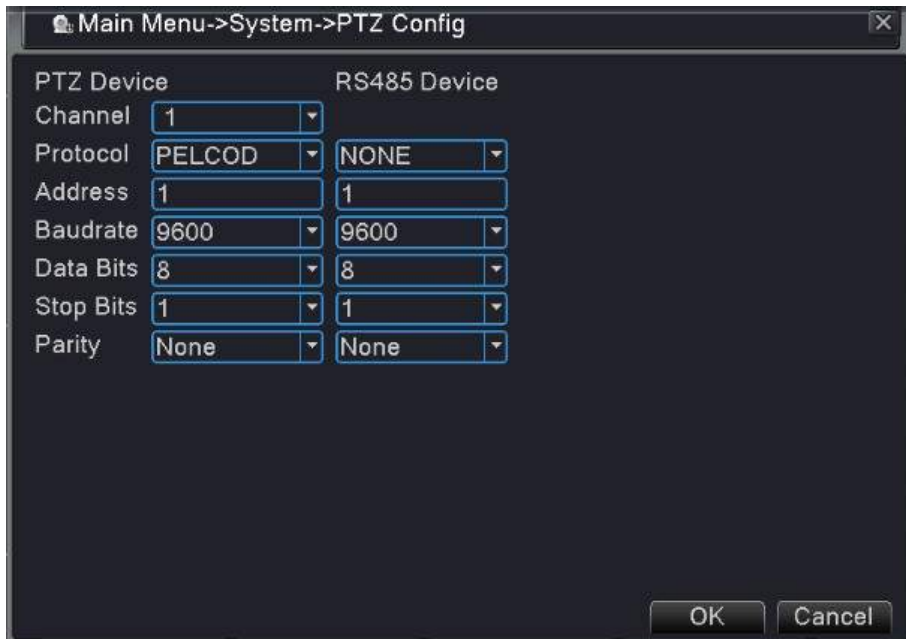 Main Menu->System->PTZ Config
PTZ Device RS485 Device
Channel 1
Protocol PELCOD NONE
Address 1 1
Baudrate 9600 9600
Data Bits 8 8
Stop Bits 1 1
Parity None None
OK Cancel